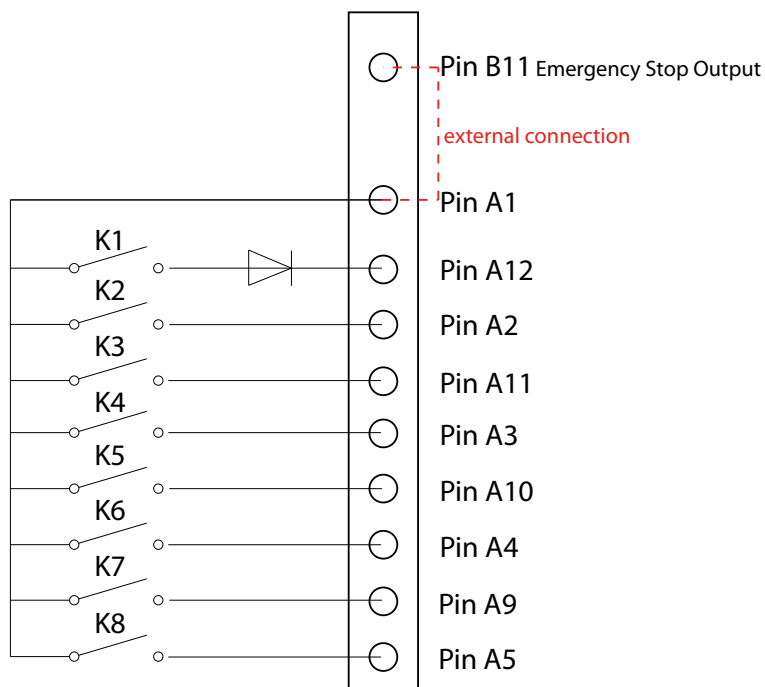 Pin B11 Emergency Stop Output
external connection
Pin A1
K1
Pin A12
K2
Pin A2
K3
Pin A11
K4
Pin A3
K5
Pin A10
K6
Pin A4
K7
Pin A9
K8
Pin A5